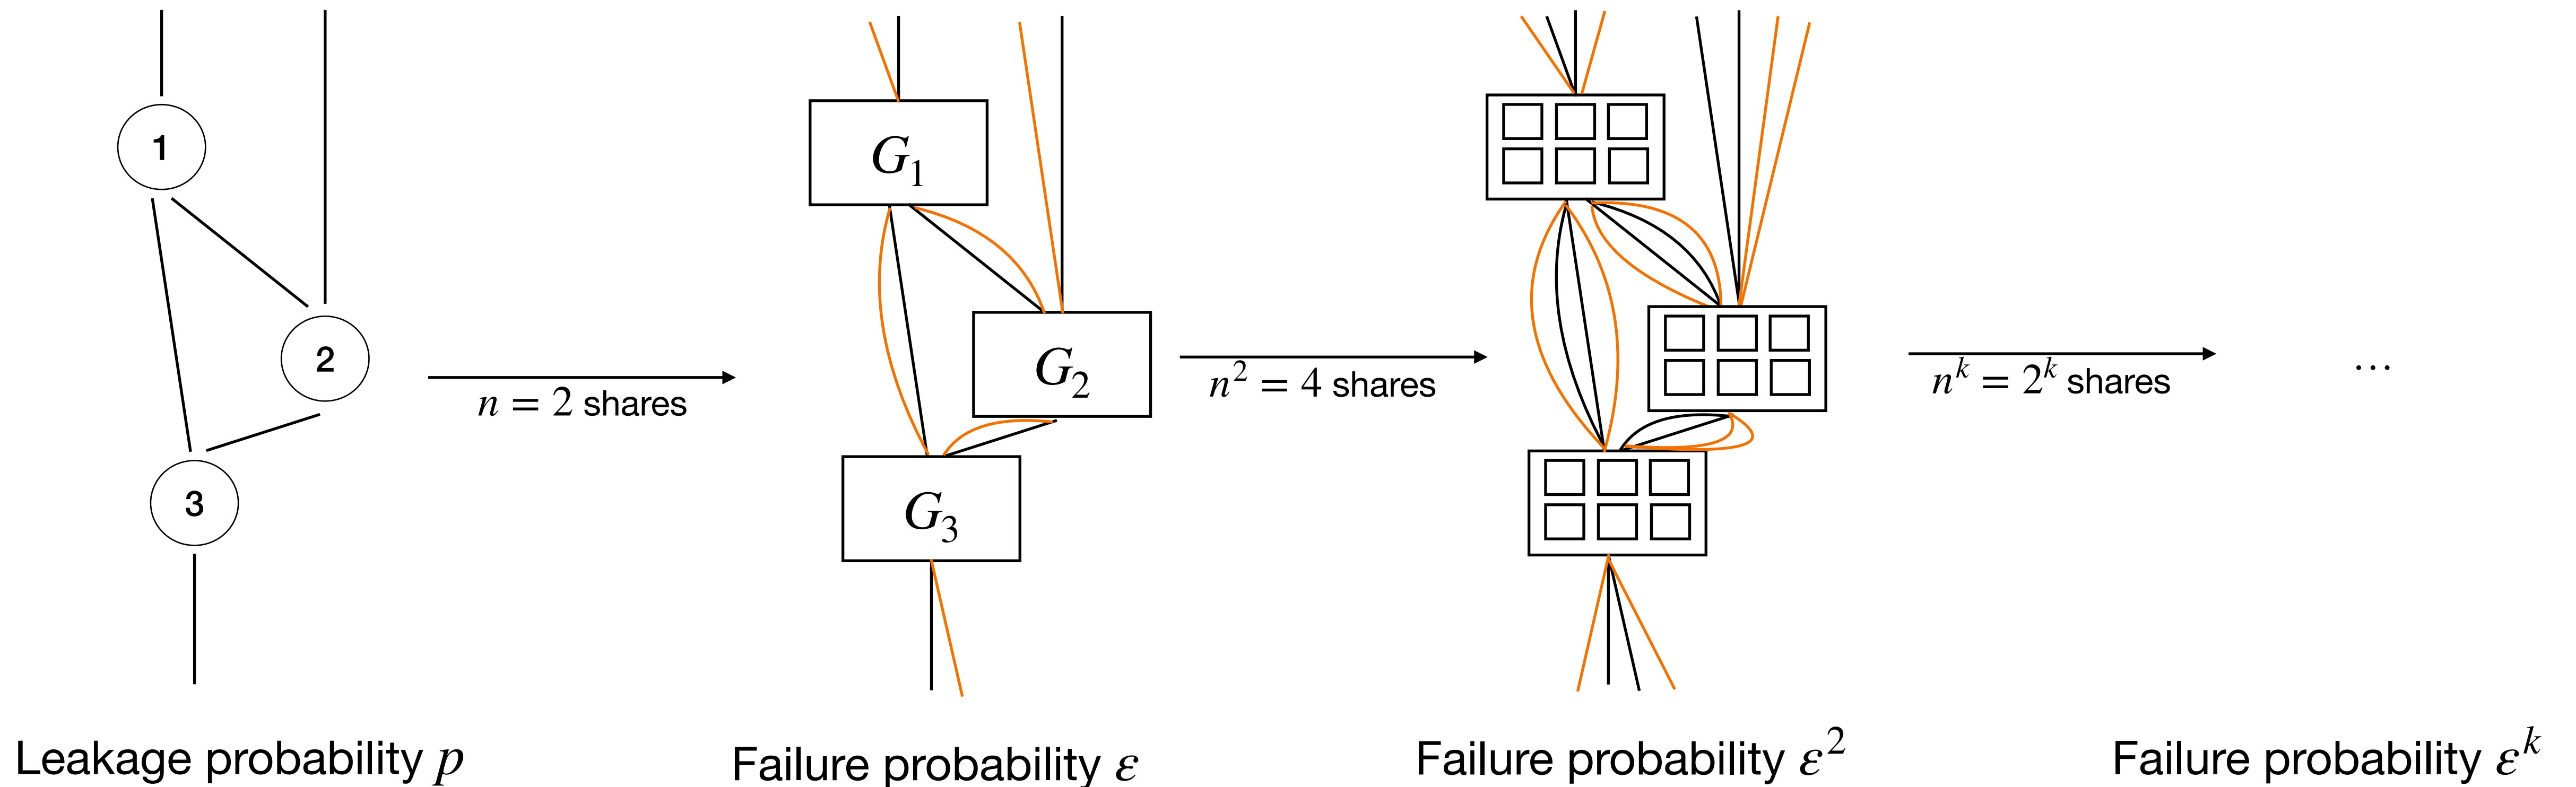 1
2
3
n = 2 shares
G₁
G₂
G₃
n² = 4 shares
nᵏ = 2ᵏ shares
…
Leakage probability p
Failure probability ε
Failure probability ε²
Failure probability εᵏ